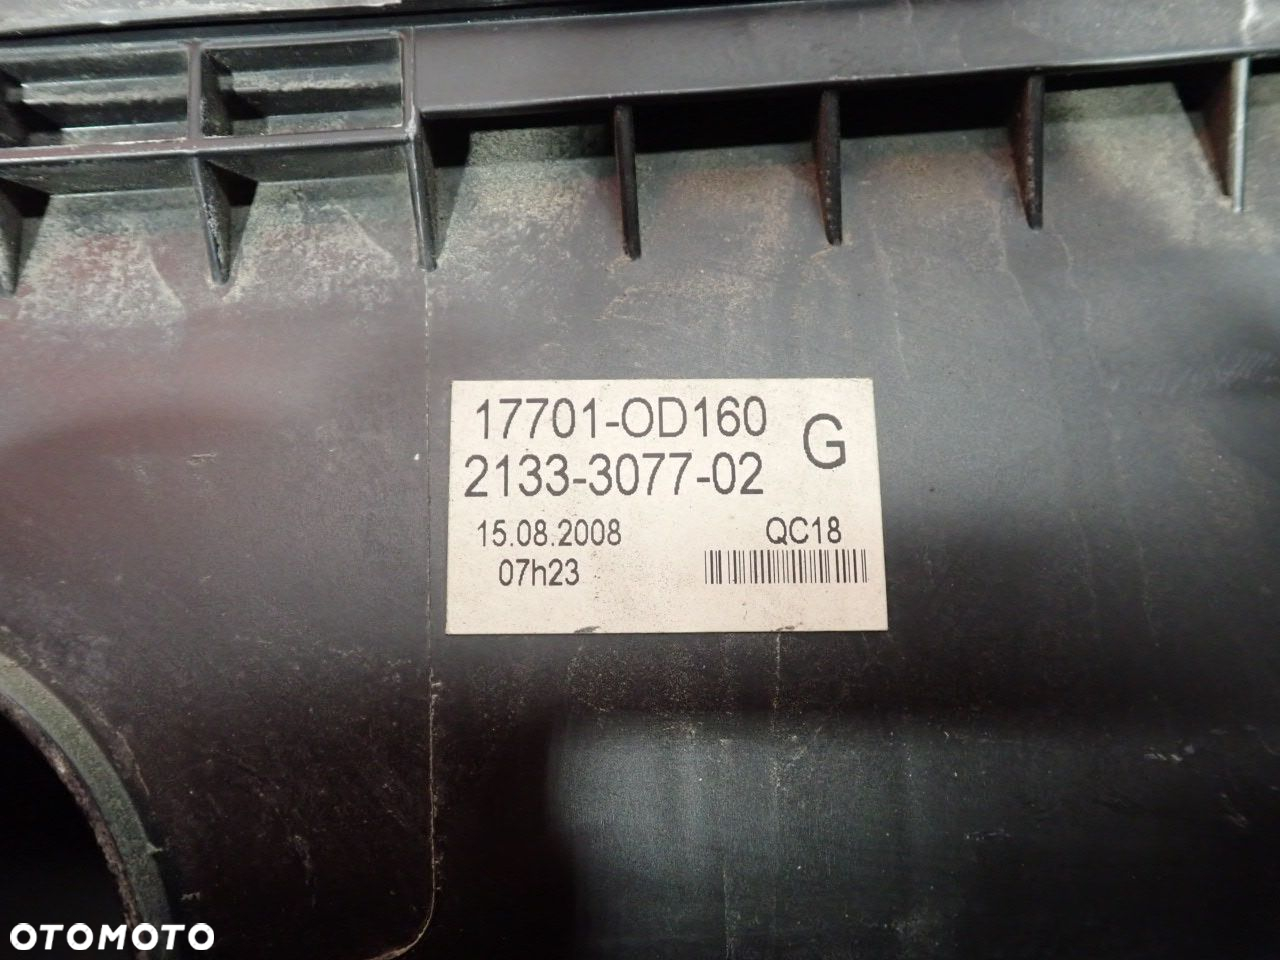 17701-OD160
G
2133-3077-02
15.08.2008
QC18
07h23
OTOMOTO